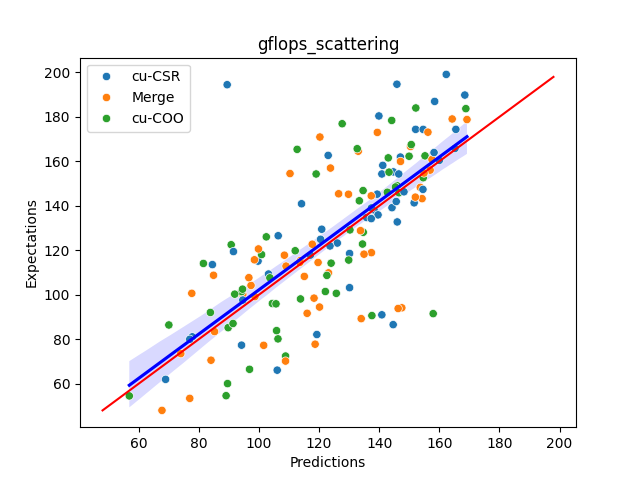 gflops_scattering
cu-CSR
Merge
cu-COO
Expectations
200
180
160
140
120
100
80
60
60 80 100 120 140 160 180 200
Predictions